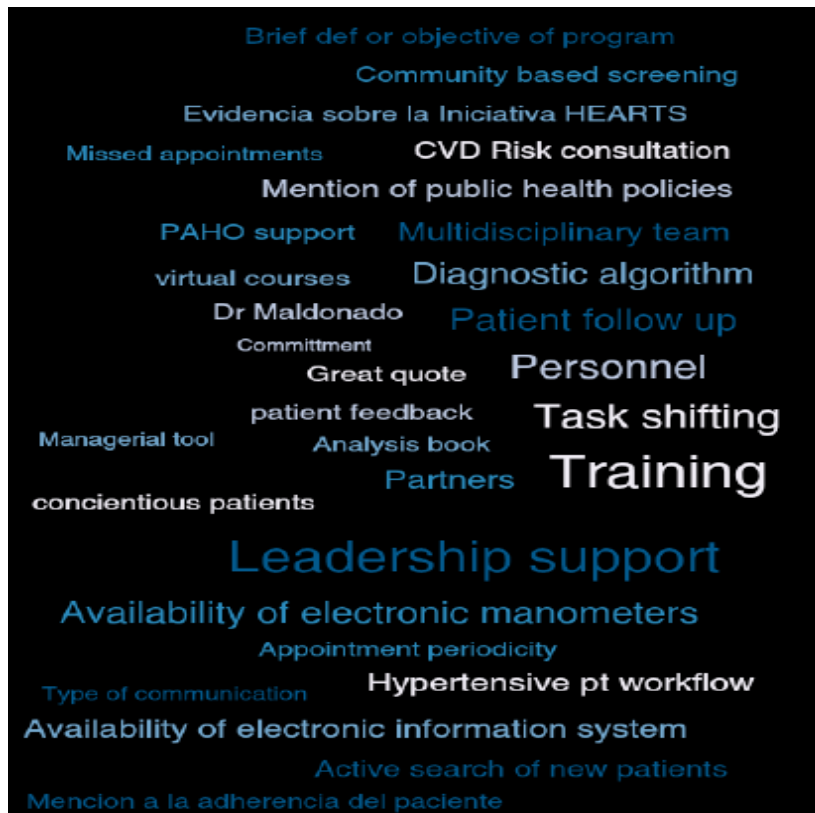 Brief def or objective of program
Community based screening
Evidencia sobre la Iniciativa HEARTS
Missed appointments
CVD Risk consultation
Mention of public health policies
PAHO support
Multidisciplinary team
virtual courses
Diagnostic algorithm
Dr Maldonado
Patient follow up
Committment
Great quote
Personnel
patient feedback
Task shifting
Managerial tool
Analysis book
Partners
Training
concientious patients
Leadership support
Availability of electronic manometers
Appointment periodicity
Type of communication
Hypertensive pt workflow
Availability of electronic information system
Active search of new patients
Mencion a la adherencia del paciente